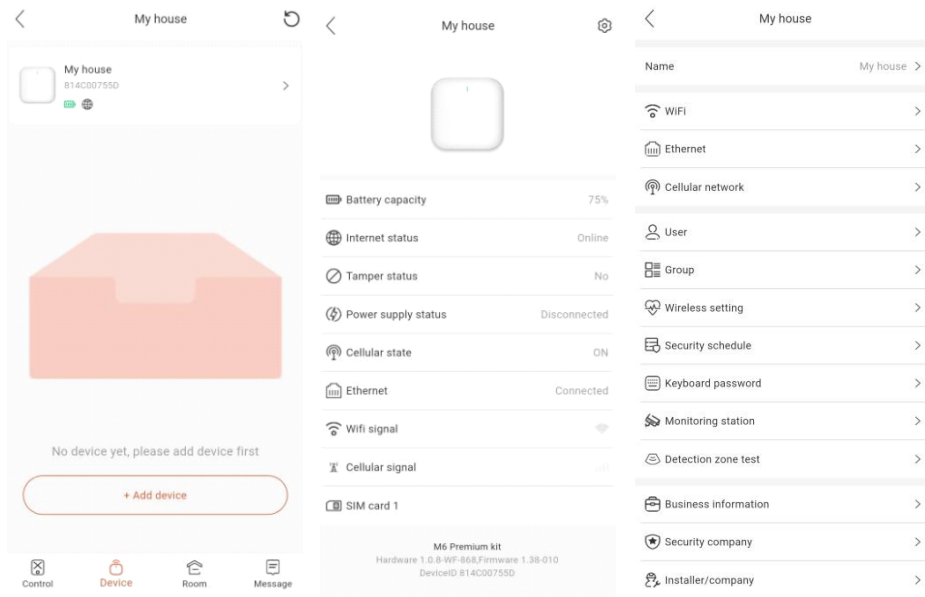 My house
My house
814C00755D
No device yet, please add device first
+ Add device
Control
Device
Room
Message
My house
Battery capacity 75%
Internet status Online
Tamper status No
Power supply status Disconnected
Cellular state ON
Ethernet Connected
Wifi signal
Cellular signal
SIM card 1
M6 Premium kit
Hardware 1.0.8-WF-868,Firmware 1.38-010
DeviceID 814C00755D
My house
Name My house
WiFi
Ethernet
Cellular network
User
Group
Wireless setting
Security schedule
Keyboard password
Monitoring station
Detection zone test
Business information
Security company
Installer/company